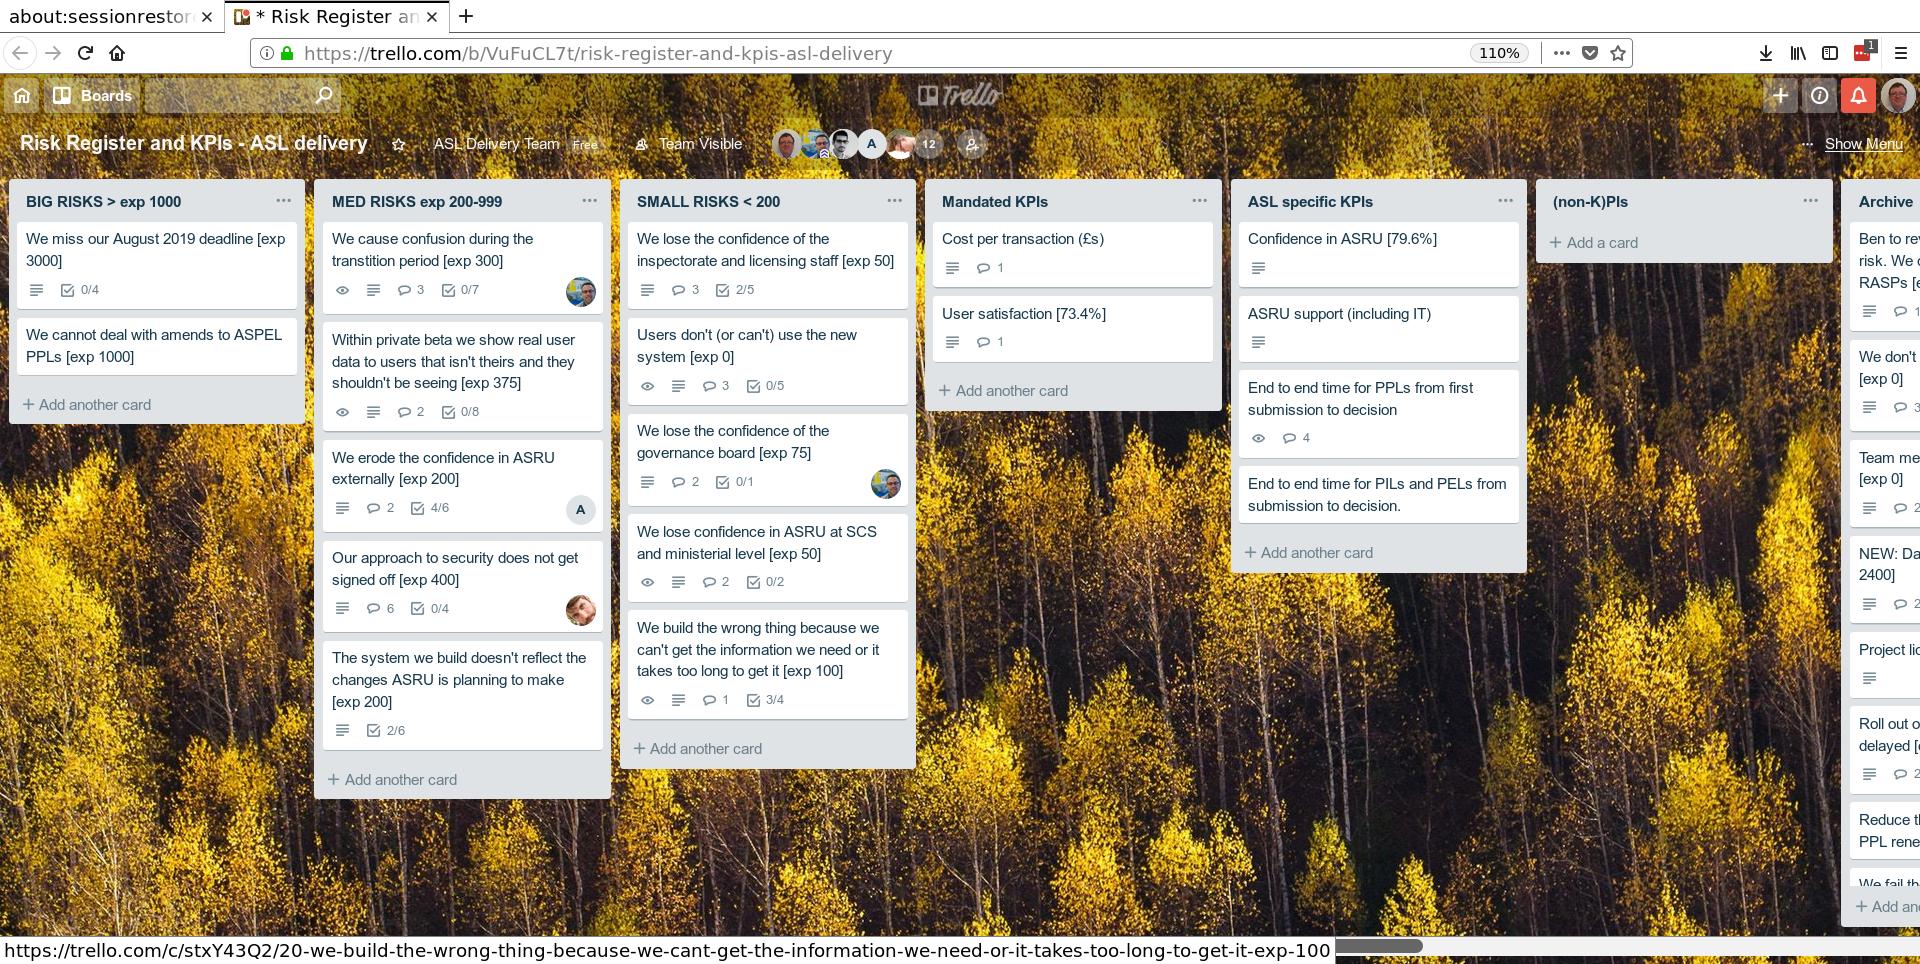 about:sessionrestore
* Risk Register an
https://trello.com/b/VuFuCL7t/risk-register-and-kpis-asl-delivery
110%
1
Boards
Trello
Risk Register and KPIs - ASL delivery
ASL Delivery Team Free
Team Visible
A
12
Show Menu
BIG RISKS > exp 1000
We miss our August 2019 deadline [exp
3000]
0/4
We cannot deal with amends to ASPEL
PPLs [exp 1000]
+ Add another card
MED RISKS exp 200-999
We cause confusion during the
transtition period [exp 300]
3 0/7
Within private beta we show real user
data to users that isn't theirs and they
shouldn't be seeing [exp 375]
2 0/8
We erode the confidence in ASRU
externally [exp 200]
2 4/6
A
Our approach to security does not get
signed off [exp 400]
6 0/4
The system we build doesn't reflect the
changes ASRU is planning to make
[exp 200]
2/6
+ Add another card
SMALL RISKS < 200
We lose the confidence of the
inspectorate and licensing staff [exp 50]
3 2/5
Users don't (or can't) use the new
system [exp 0]
3 0/5
We lose the confidence of the
governance board [exp 75]
2 0/1
We lose confidence in ASRU at SCS
and ministerial level [exp 50]
2 0/2
We build the wrong thing because we
can't get the information we need or it
takes too long to get it [exp 100]
1 3/4
+ Add another card
Mandated KPIs
Cost per transaction (£s)
1
User satisfaction [73.4%]
1
+ Add another card
ASL specific KPIs
Confidence in ASRU [79.6%]
ASRU support (including IT)
End to end time for PPLs from first
submission to decision
4
End to end time for PILs and PELs from
submission to decision.
+ Add another card
(non-K)PIs
+ Add a card
Archive
Ben to re
risk. We
RASPs [e
1
We don't
[exp 0]
3
Team me
[exp 0]
2
NEW: Da
2400]
2
Project lic
Roll out o
delayed [
2
Reduce t
PPL rene
We fail th
+ Add an
https://trello.com/c/stxY43Q2/20-we-build-the-wrong-thing-because-we-cant-get-the-information-we-need-or-it-takes-too-long-to-get-it-exp-100